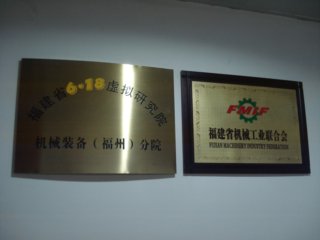 福建省6·18虚拟研究院
机械装备（福州）分院
FMIF
福建省机械工业联合会
FUJIAN MACHINERY INDUSTRY FEDERATION